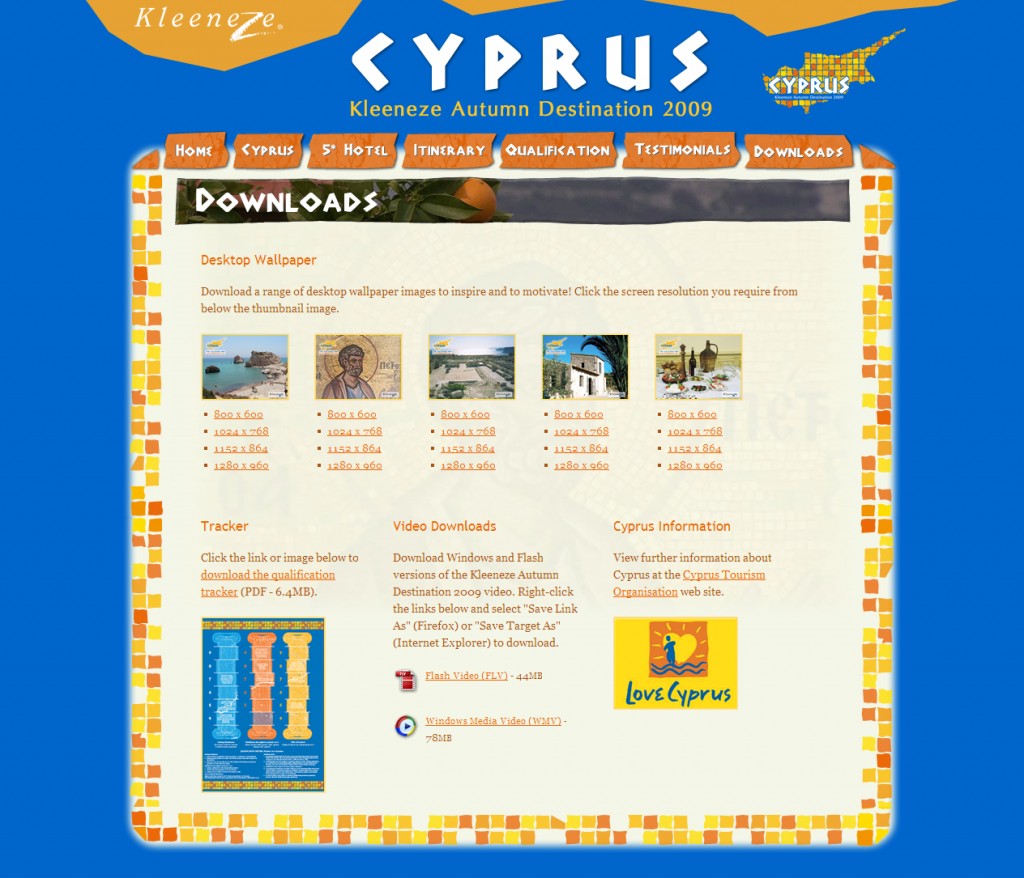 Kleeneze
CYPRUS
Kleeneze Autumn Destination 2009
CYPRUS
Kleeneze Autumn Destination 2009
Home
Cyprus
5* Hotel
Itinerary
Qualification
Testimonials
Downloads
Downloads
Desktop Wallpaper
Download a range of desktop wallpaper images to inspire and to motivate! Click the screen resolution you require from
below the thumbnail image.
800 x 600
1024 x 768
1152 x 864
1280 x 960
800 x 600
1024 x 768
1152 x 864
1280 x 960
800 x 600
1024 x 768
1152 x 864
1280 x 960
800 x 600
1024 x 768
1152 x 864
1280 x 960
800 x 600
1024 x 768
1152 x 864
1280 x 960
Tracker
Click the link or image below to
download the qualification
tracker (PDF - 6.4MB).
Video Downloads
Download Windows and Flash
versions of the Kleeneze Autumn
Destination 2009 video. Right-click
the links below and select "Save Link
As" (Firefox) or "Save Target As"
(Internet Explorer) to download.
Flash Video (FLV) - 44MB
Windows Media Video (WMV) -
78MB
Cyprus Information
View further information about
Cyprus at the Cyprus Tourism
Organisation web site.
Love Cyprus